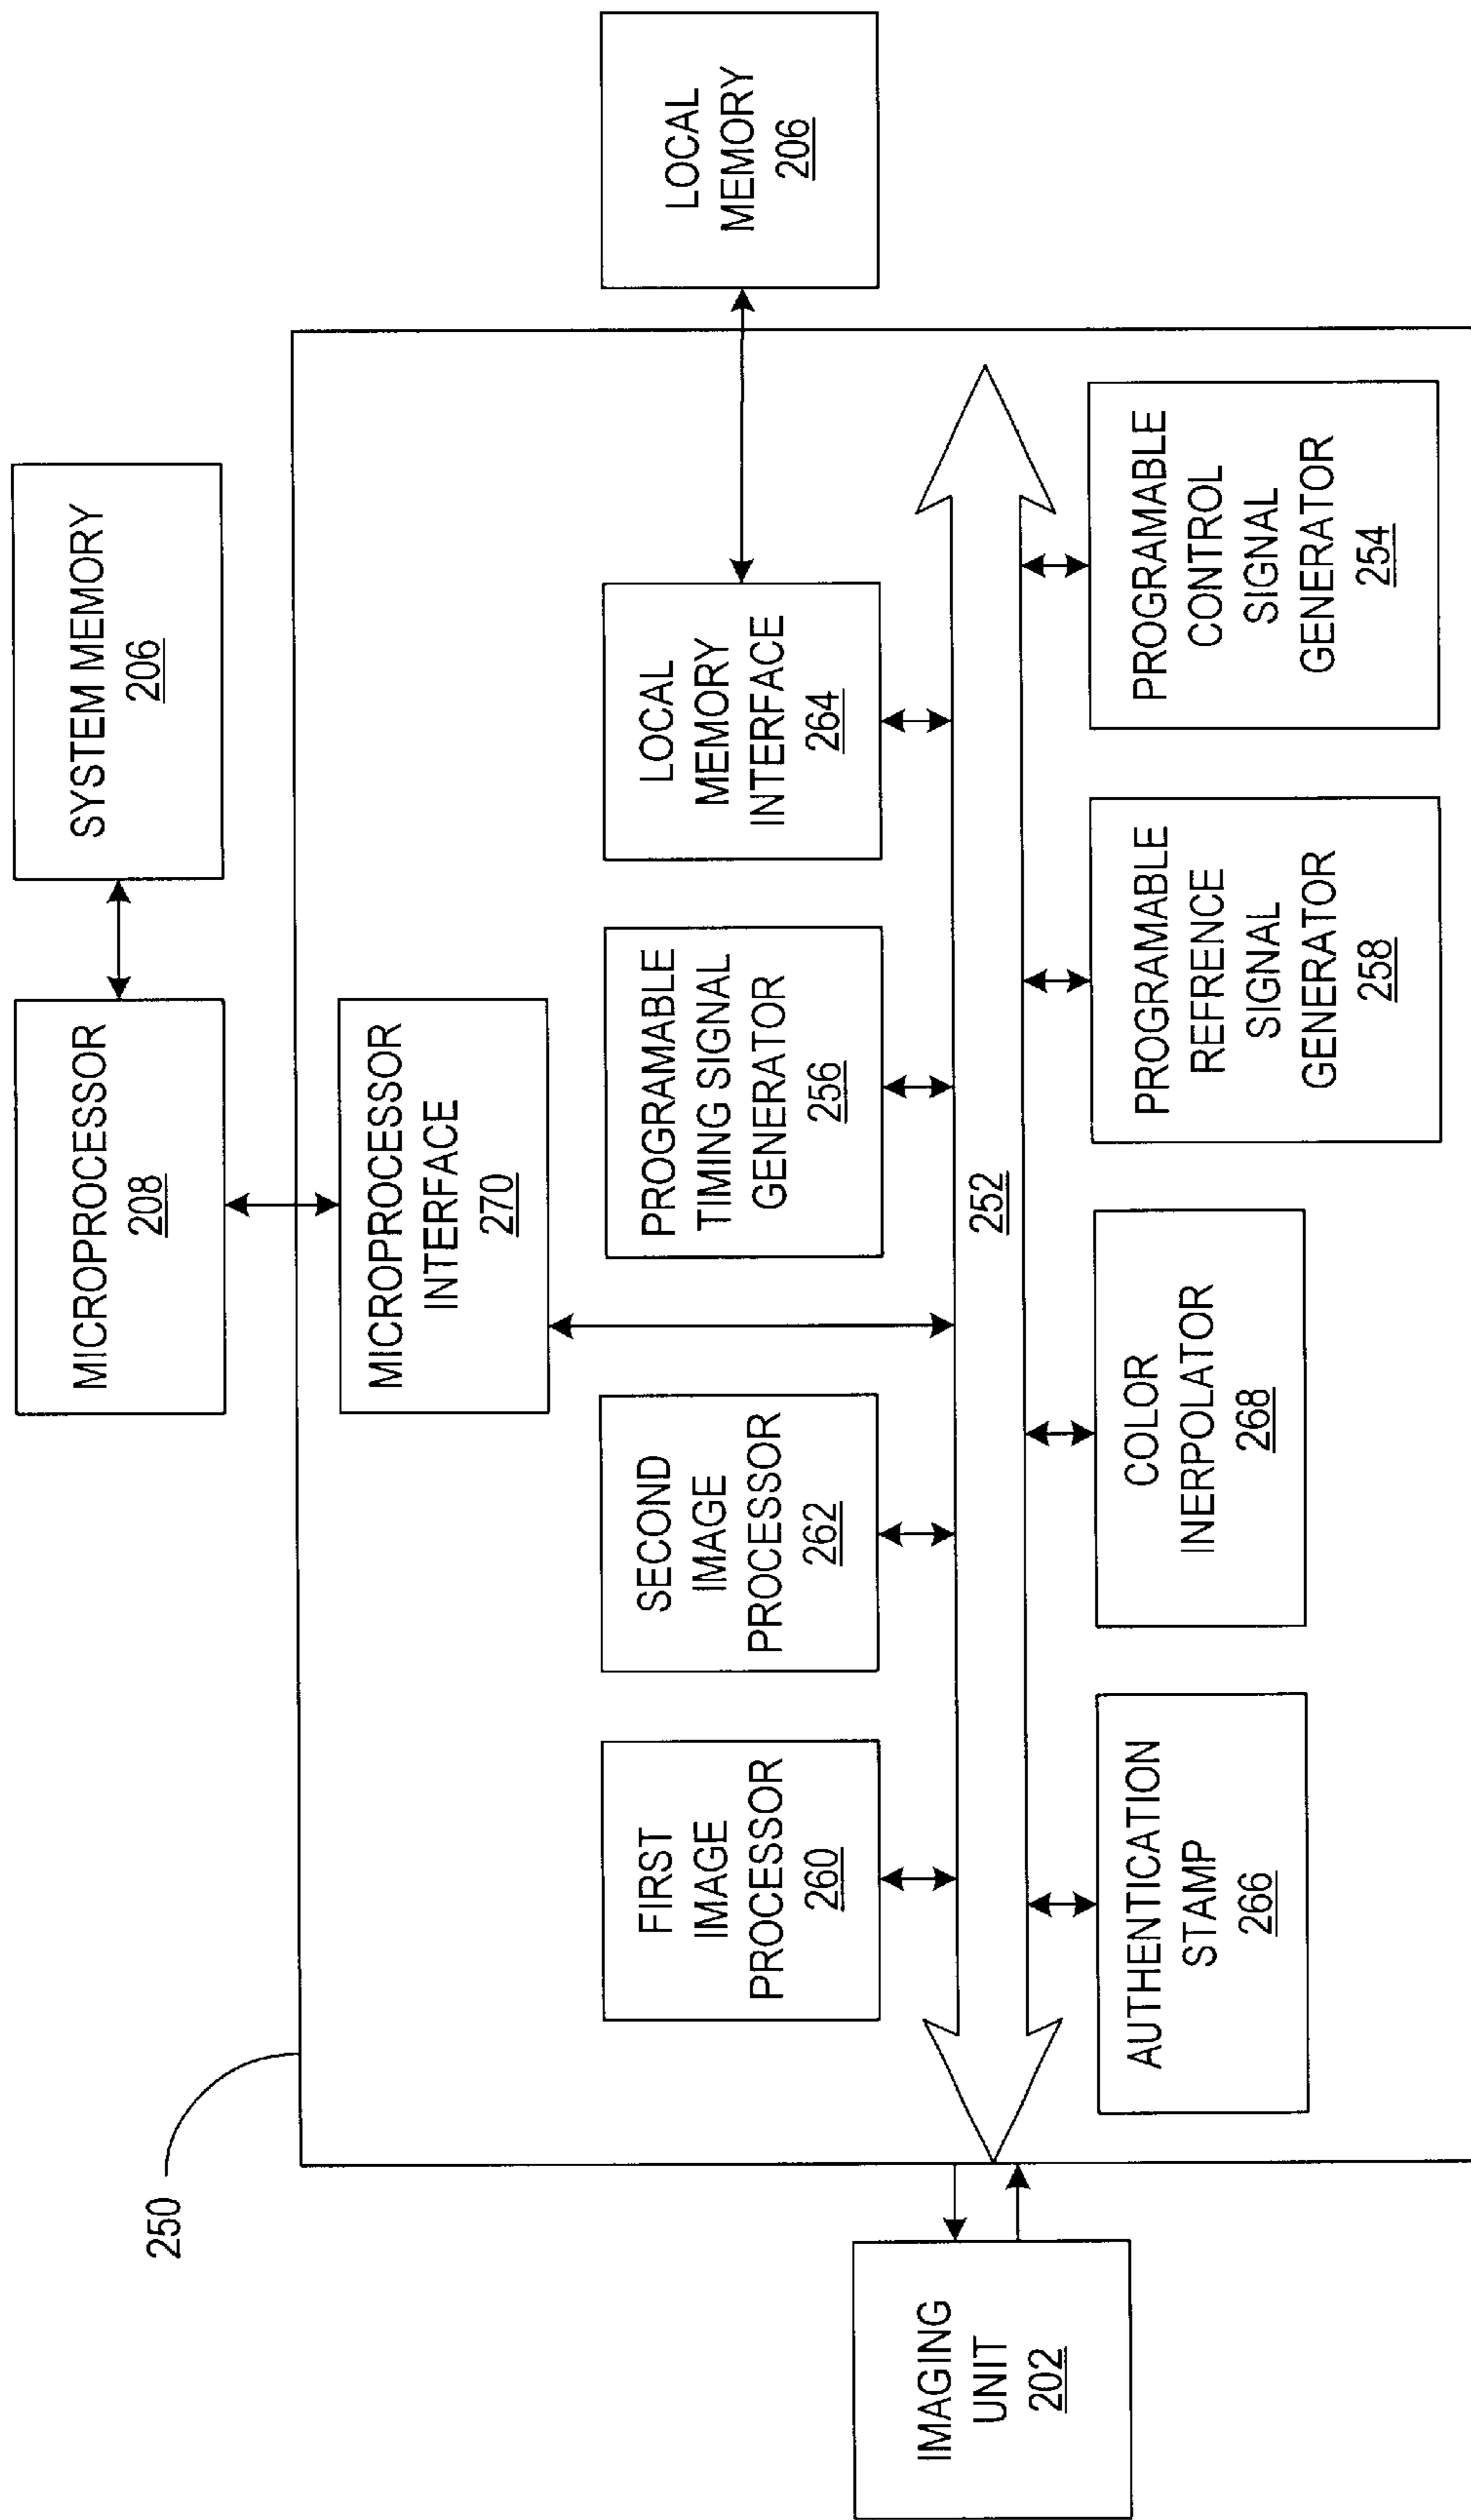 250
SYSTEM MEMORY
206
MICROPROCESSOR
208
MICROPROCESSOR
INTERFACE
270
FIRST
IMAGE
PROCESSOR
260
SECOND
IMAGE
PROCESSOR
262
PROGRAMABLE
TIMING SIGNAL
GENERATOR
256
LOCAL
MEMORY
INTERFACE
264
LOCAL
MEMORY
206
IMAGING
UNIT
202
252
AUTHENTICATION
STAMP
266
COLOR
INERPOLATOR
268
PROGRAMABLE
REFRENCE
SIGNAL
GENERATOR
258
PROGRAMABLE
CONTROL
SIGNAL
GENERATOR
254